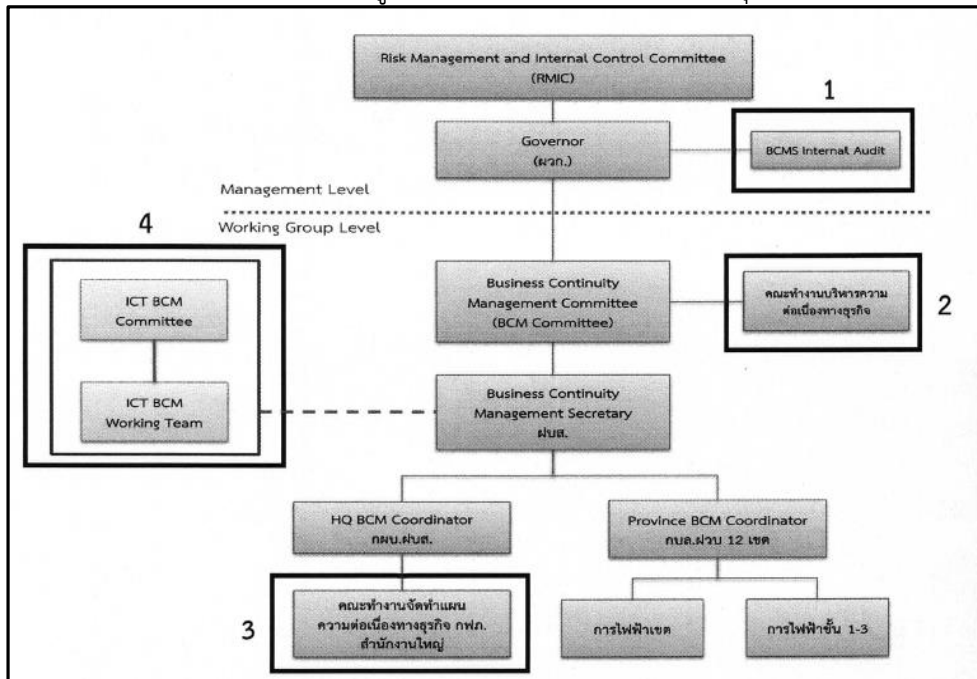 Risk Management and Internal Control Committee
(RMIC)
1
Governor
(ผวก.)
BCMS Internal Audit
Management Level
Working Group Level
4
ICT BCM
Committee
Business Continuity
Management Committee
(BCM Committee)
คณะทำงานบริหารความ
ต่อเนื่องทางธุรกิจ
2
ICT BCM
Working Team
Business Continuity
Management Secretary
ฝบส.
HQ BCM Coordinator
กผบ.ฝบส.
Province BCM Coordinator
กบล.ฝวบ 12 เขต
3
คณะทำงานจัดทำแผน
ความต่อเนื่องทางธุรกิจ กฟภ.
สำนักงานใหญ่
การไฟฟ้าเขต
การไฟฟ้าชั้น 1-3